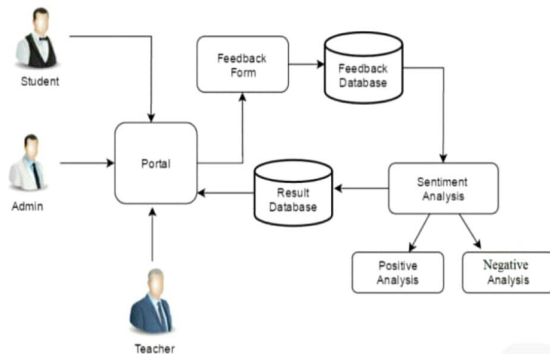 Student
Feedback
Form
Feedback
Database
Admin
Portal
Result
Database
Sentiment
Analysis
Positive
Analysis
Negative
Analysis
Teacher